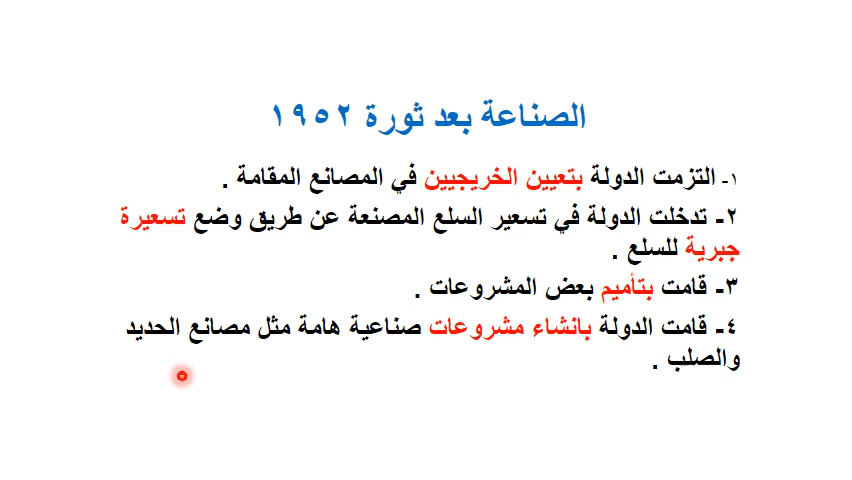 الصناعة بعد ثورة ١٩٥٢
١- التزمت الدولة بتعيين الخريجيين في المصانع المقامة .
٢- تدخلت الدولة في تسعير السلع المصنعة عن طريق وضع تسعيرة
جبرية للسلع .
٣- قامت بتأميم بعض المشروعات .
٤- قامت الدولة بانشاء مشروعات صناعية هامة مثل مصانع الحديد
والصلب .